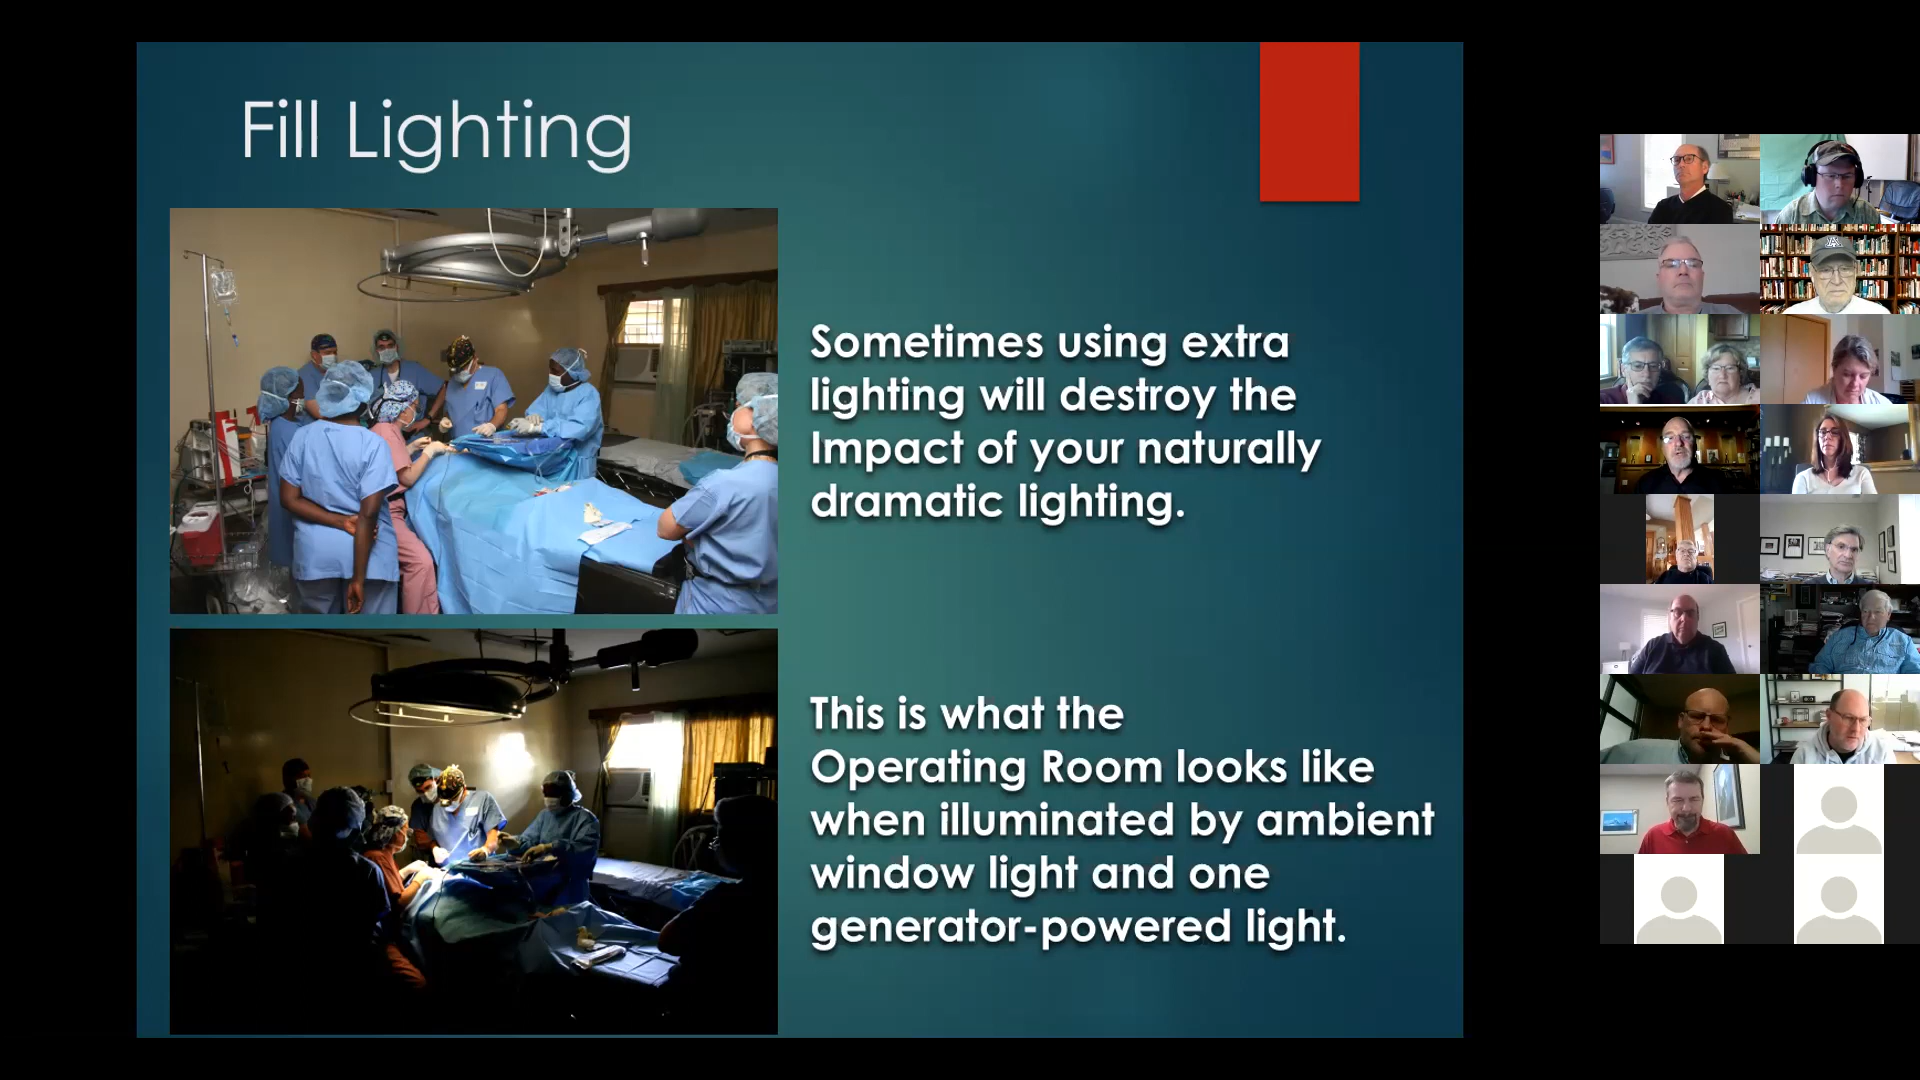 Fill Lighting
Sometimes using extra
lighting will destroy the
Impact of your naturally
dramatic lighting.
This is what the
Operating Room looks like
when illuminated by ambient
window light and one
generator-powered light.